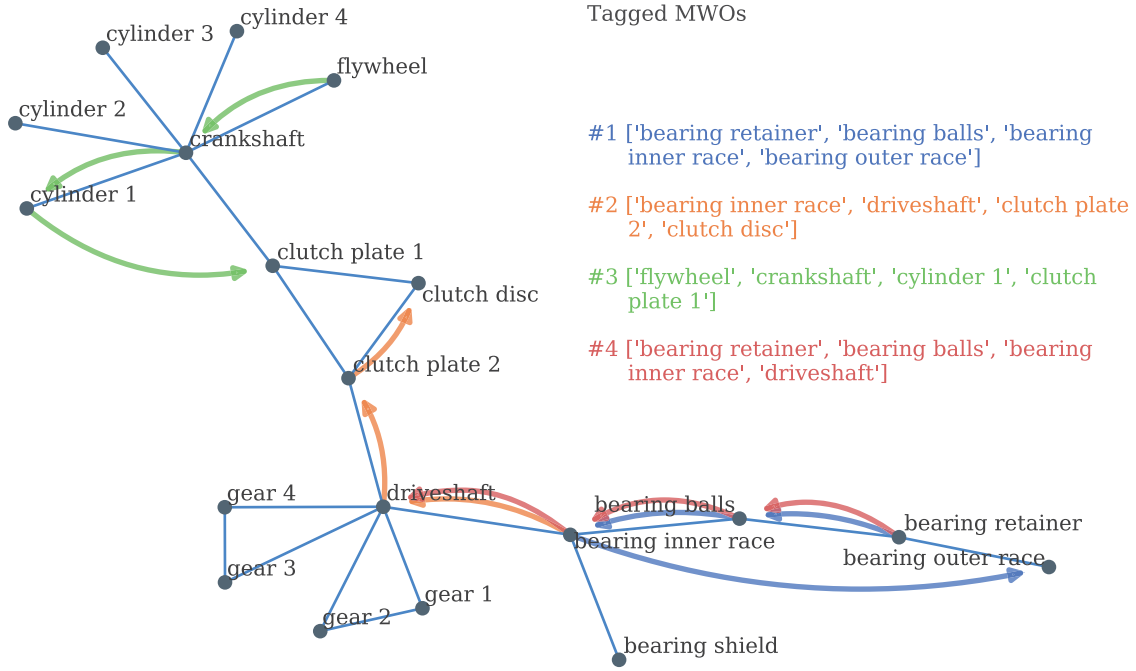 cylinder 4
Tagged MWOs
cylinder 3
flywheel
cylinder 2
crankshaft
cylinder 1
#1 ['bearing retainer', 'bearing balls', 'bearing
inner race', 'bearing outer race']
#2 ['bearing inner race', 'driveshaft', 'clutch plate
2', 'clutch disc']
#3 ['flywheel', 'crankshaft', 'cylinder 1', 'clutch
plate 1']
#4 ['bearing retainer', 'bearing balls', 'bearing
inner race', 'driveshaft']
clutch plate 1
clutch disc
clutch plate 2
driveshaft
gear 4
bearing balls
bearing retainer
bearing inner race
bearing outer race
gear 3
gear 1
gear 2
bearing shield